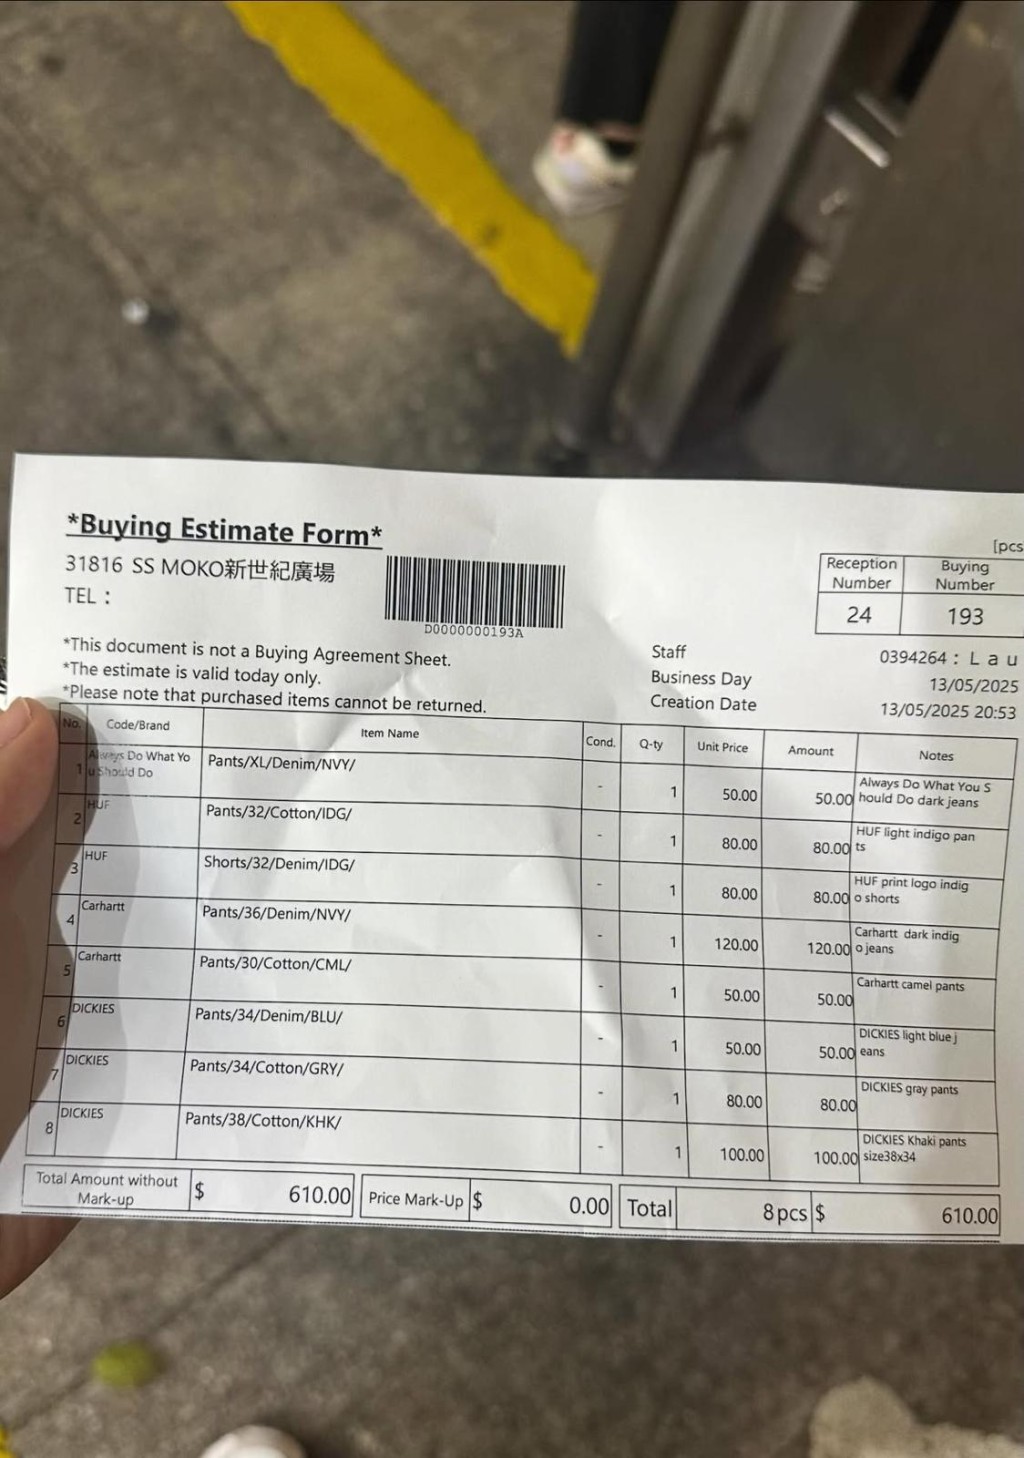 *Buying Estimate Form*
31816 SS MOKO新世紀廣場
TEL :
D0000000193A
[pcs
Reception Number
Buying Number
24
193
*This document is not a Buying Agreement Sheet.
*The estimate is valid today only.
*Please note that purchased items cannot be returned.
Staff 0394264 : L a u
Business Day 13/05/2025
Creation Date 13/05/2025 20:53
No. Code/Brand Item Name Cond. Q-ty Unit Price Amount Notes
1 Always Do What Yo u Should Do Pants/XL/Denim/NVY/ - 1 50.00 50.00 Always Do What You S hould Do dark jeans
2 HUF Pants/32/Cotton/IDG/ - 1 80.00 80.00 HUF light indigo pan ts
3 HUF Shorts/32/Denim/IDG/ - 1 80.00 80.00 HUF print logo indig o shorts
4 Carhartt Pants/36/Denim/NVY/ - 1 120.00 120.00 Carhartt dark indig o jeans
5 Carhartt Pants/30/Cotton/CML/ - 1 50.00 50.00 Carhartt camel pants
6 DICKIES Pants/34/Denim/BLU/ - 1 50.00 50.00 DICKIES light blue j eans
7 DICKIES Pants/34/Cotton/GRY/ - 1 80.00 80.00 DICKIES gray pants
8 DICKIES Pants/38/Cotton/KHK/ - 1 100.00 100.00 DICKIES Khaki pants size38x34
Total Amount without Mark-up $ 610.00 Price Mark-Up $ 0.00 Total 8pcs $ 610.00